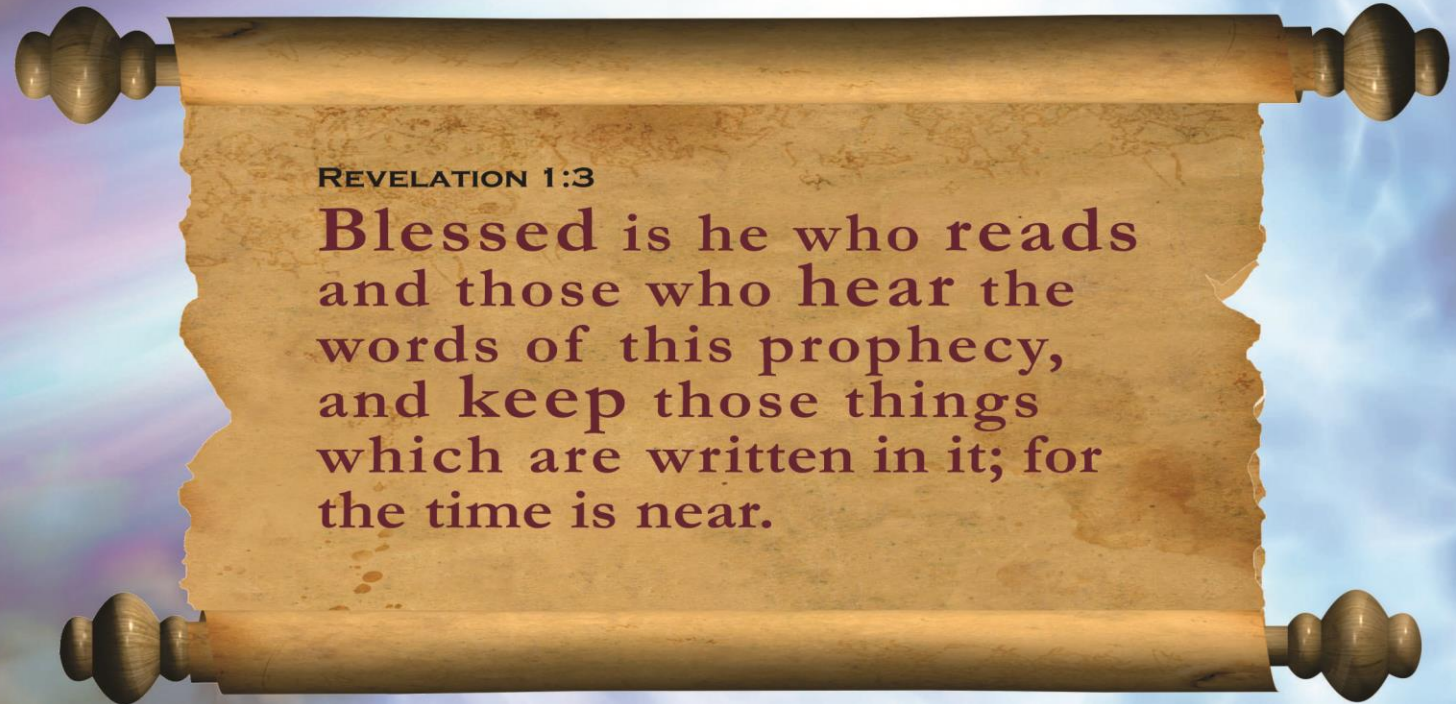 REVELATION 1:3
Blessed is he who reads
and those who hear the
words of this prophecy,
and keep those things
which are written in it; for
the time is near.